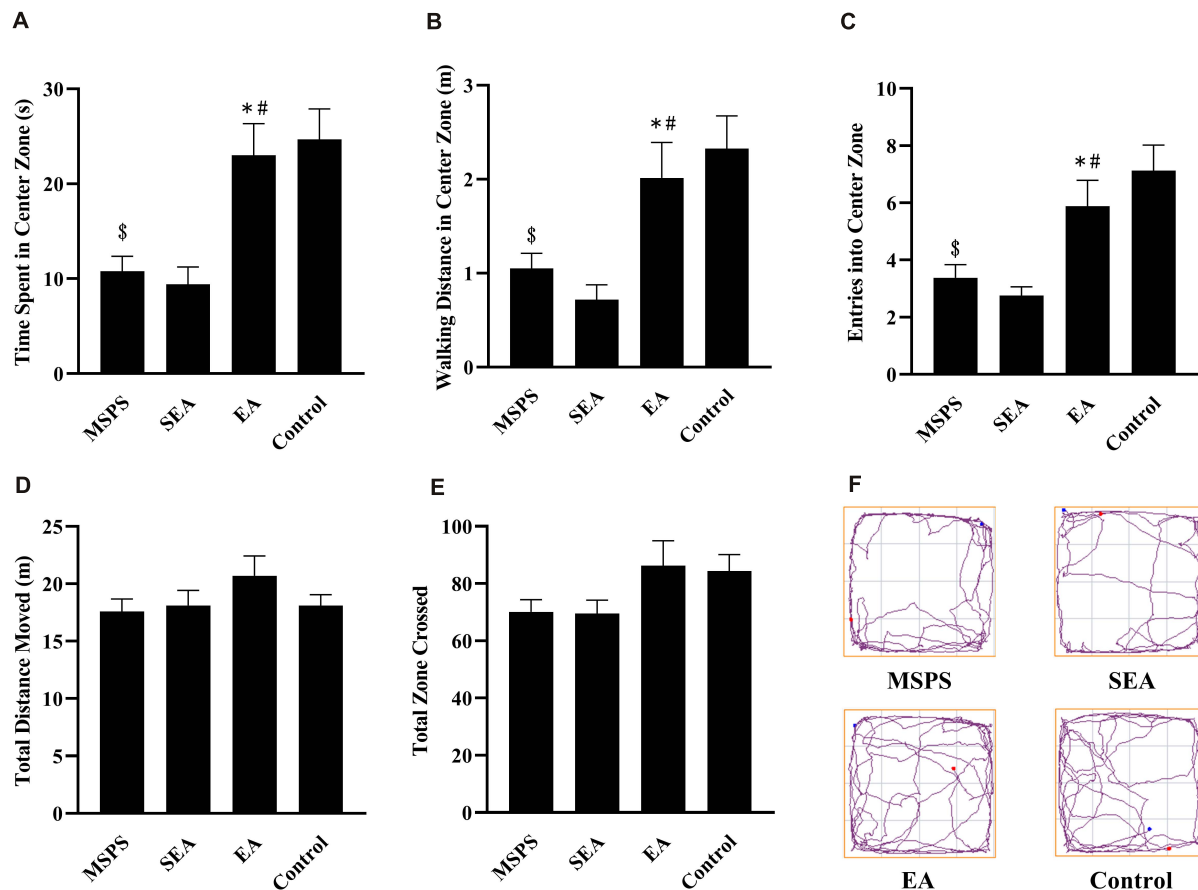 A
B
C
Time Spent in Center Zone (s)
30
20
10
0
$
*#
MSPS
SEA
EA
Control
Walking Distance in Center Zone (m)
3
2
1
0
$
*#
MSPS
SEA
EA
Control
Entries into Center Zone
10
8
6
4
2
0
$
*#
MSPS
SEA
EA
Control
D
E
F
Total Distance Moved (m)
25
20
15
10
5
0
MSPS
SEA
EA
Control
Total Zone Crossed
100
80
60
40
20
0
MSPS
SEA
EA
Control
MSPS
SEA
EA
Control